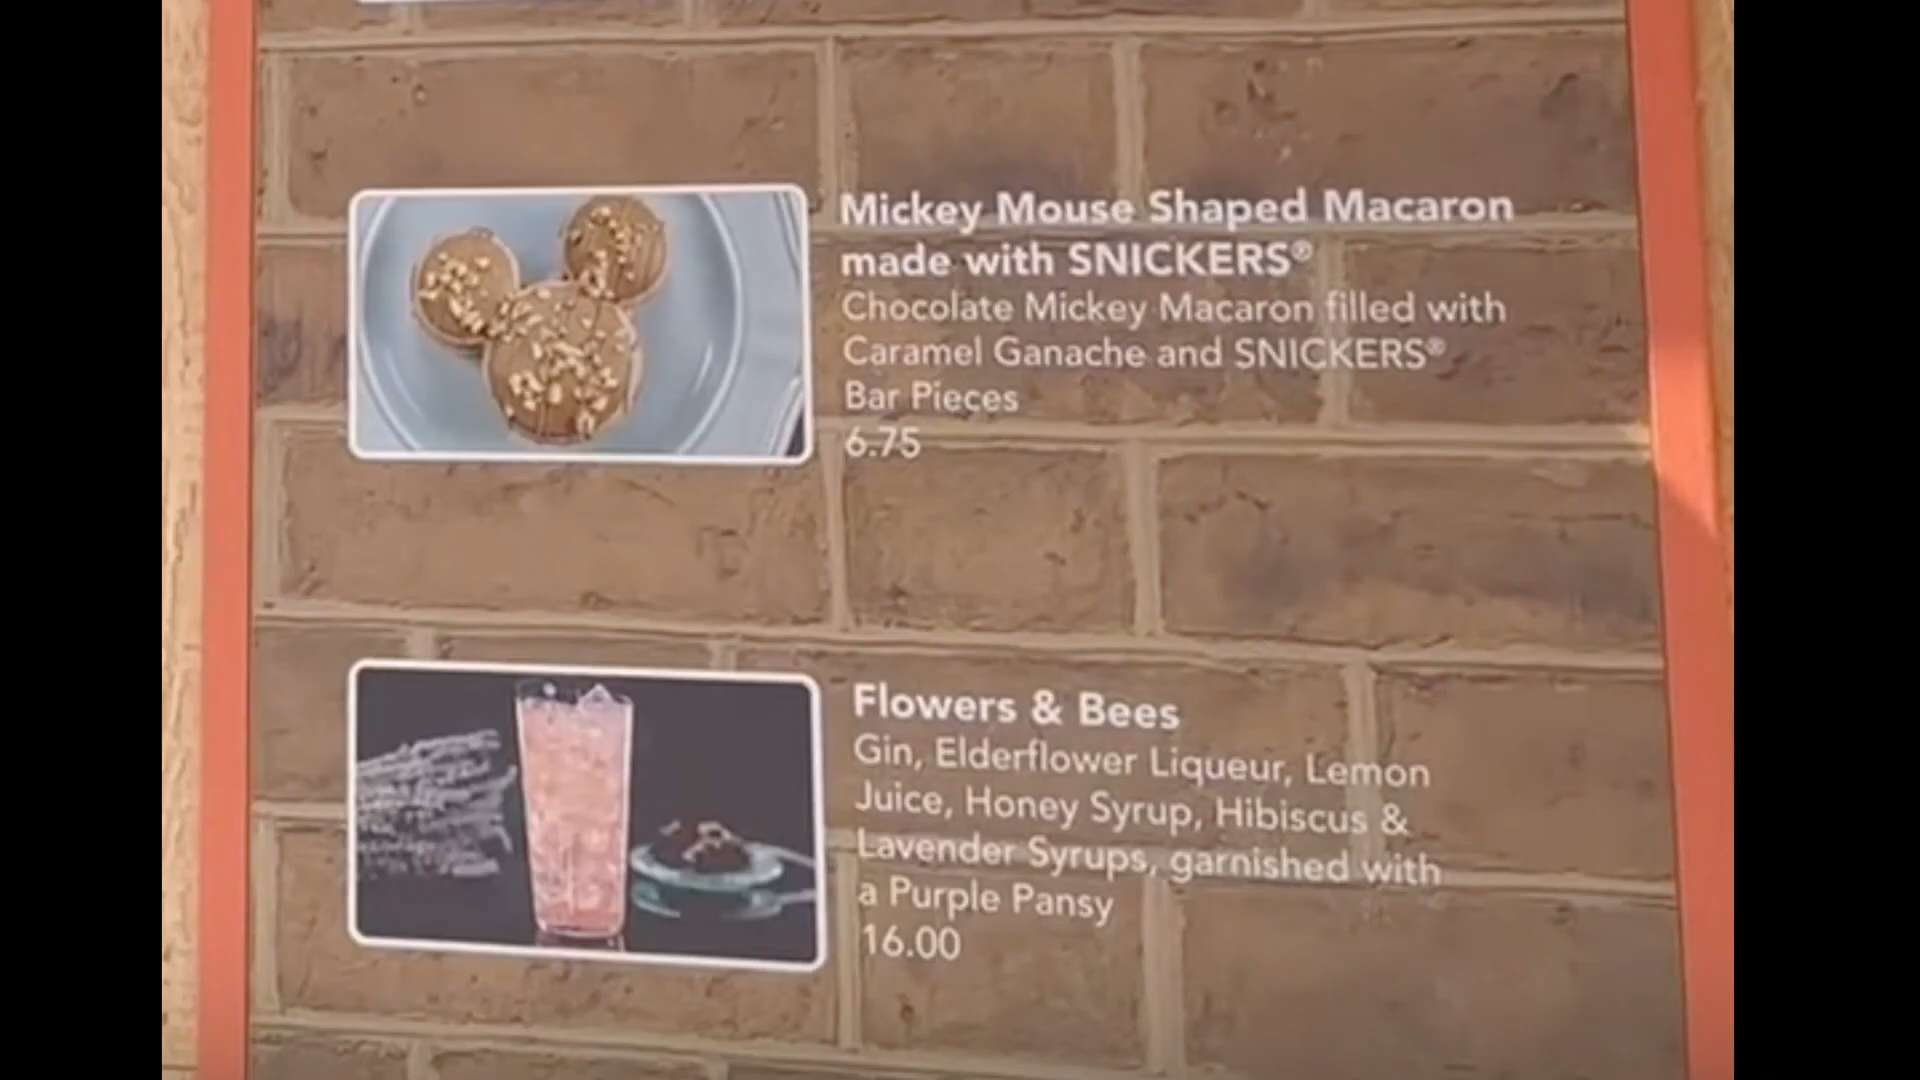 Mickey Mouse Shaped Macaron
made with SNICKERS®
Chocolate Mickey Macaron filled with
Caramel Ganache and SNICKERS®
Bar Pieces
6.75
Flowers & Bees
Gin, Elderflower Liqueur, Lemon
Juice, Honey Syrup, Hibiscus &
Lavender Syrups, garnished with
a Purple Pansy
16.00